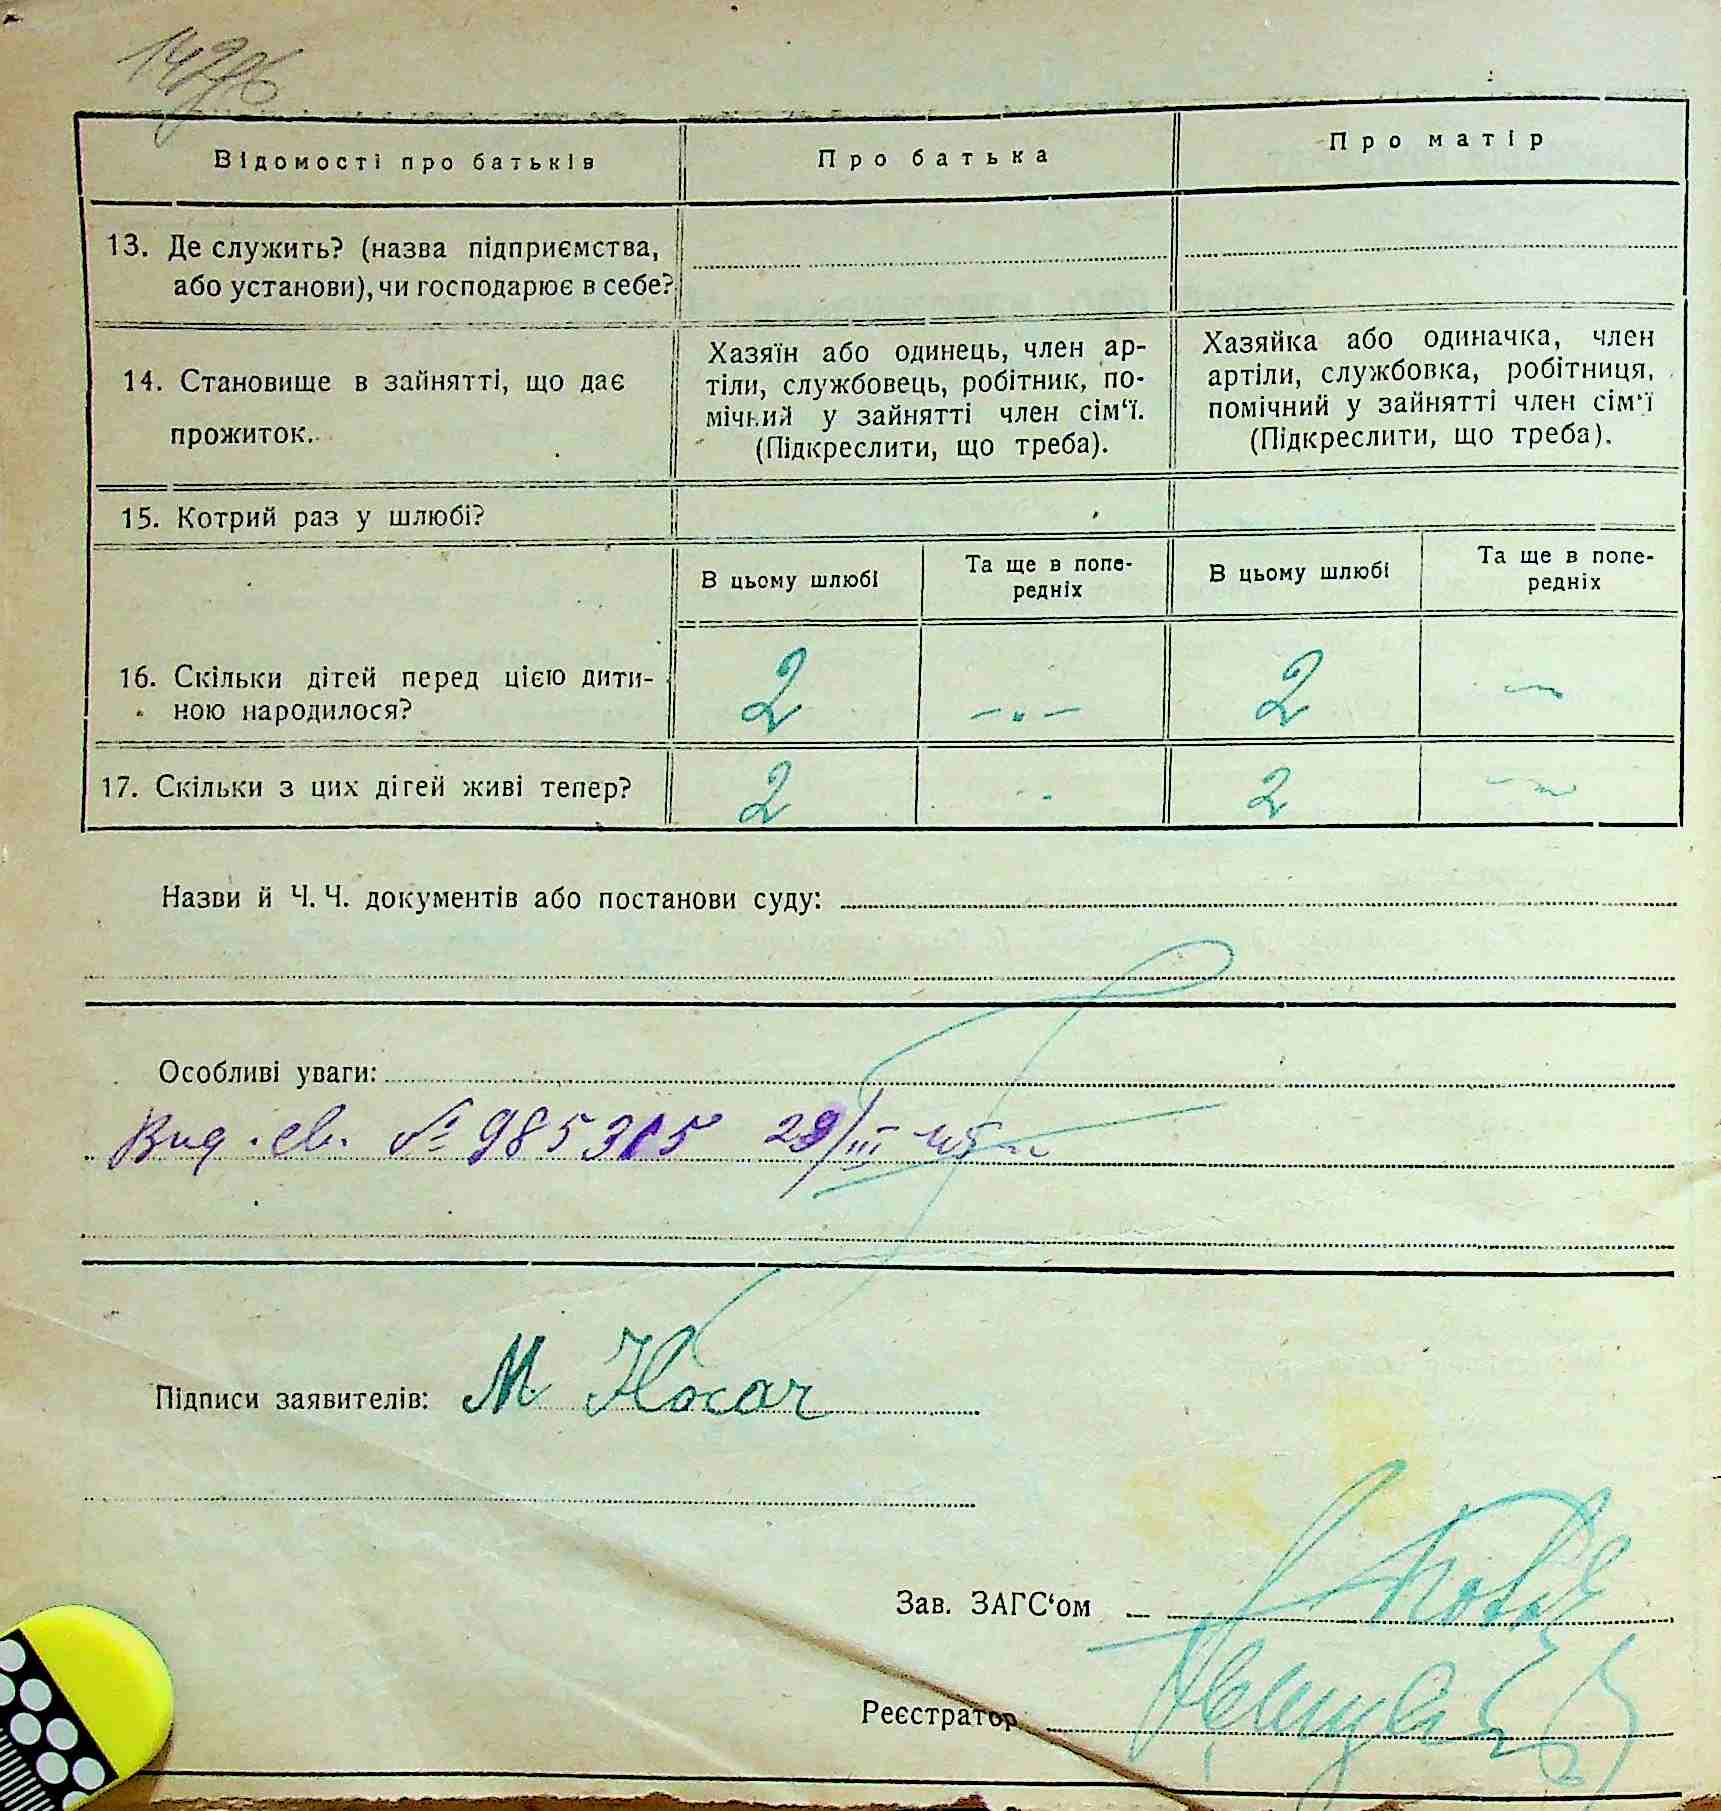 Відомості про батьків
Про батька
Про матір
13. Де служить? (назва підприємства,
або установи), чи господарює в себе?
14. Становище в зайнятті, що дає
прожиток.
Хазяїн або одинець, член ар-
тіли, службовець, робітник, по-
мічний у зайнятті член сім‘ї.
(Підкреслити, що треба).
Хазяйка або одиначка, член
артіли, службовка, робітниця,
помічний у зайнятті член сім‘ї
(Підкреслити, що треба).
15. Котрий раз у шлюбі?
В цьому шлюбі
Та ще в попе-
редніх
В цьому шлюбі
Та ще в попе-
редніх
16. Скільки дітей перед цією дити-
ною народилося?
2 — „ — 2 —
17. Скільки з цих дітей живі тепер?
2 2 —
Назви й Ч. Ч. документів або постанови суду:
Особливі уваги:
Вид. св. № 985315 29/III
Підписи заявителів: М Носач
Зав. ЗАГС‘ом
Реєстратор